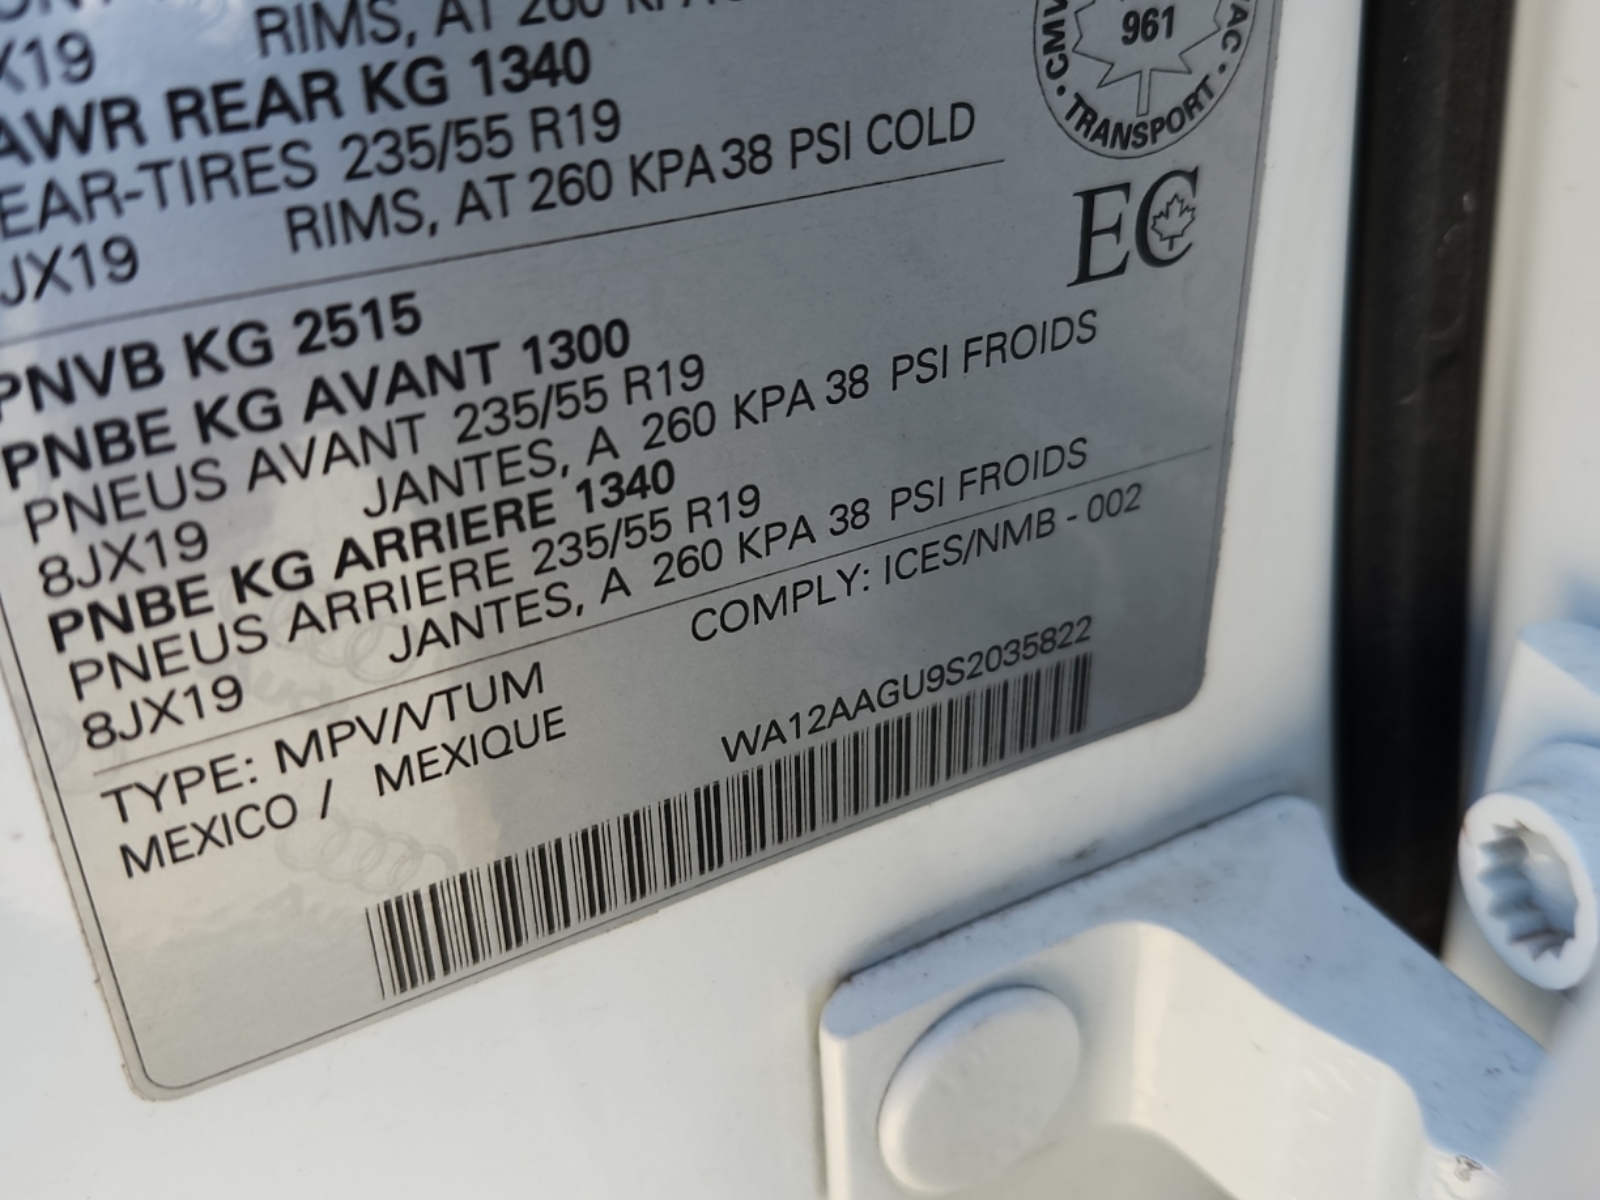 X19 RIMS, AT 260
AWR REAR KG 1340
EAR-TIRES 235/55 R19
JX19 RIMS, AT 260 KPA 38 PSI COLD
961
TRANSPORT
EC
PNVB KG 2515
PNBE KG AVANT 1300
PNEUS AVANT 235/55 R19
8JX19 JANTES, A 260 KPA 38 PSI FROIDS
PNBE KG ARRIERE 1340
PNEUS ARRIERE 235/55 R19
8JX19 JANTES, A 260 KPA 38 PSI FROIDS
COMPLY: ICES/NMB - 002
TYPE: MPV/VTUM
MEXICO / MEXIQUE
WA12AAGU9S2035822